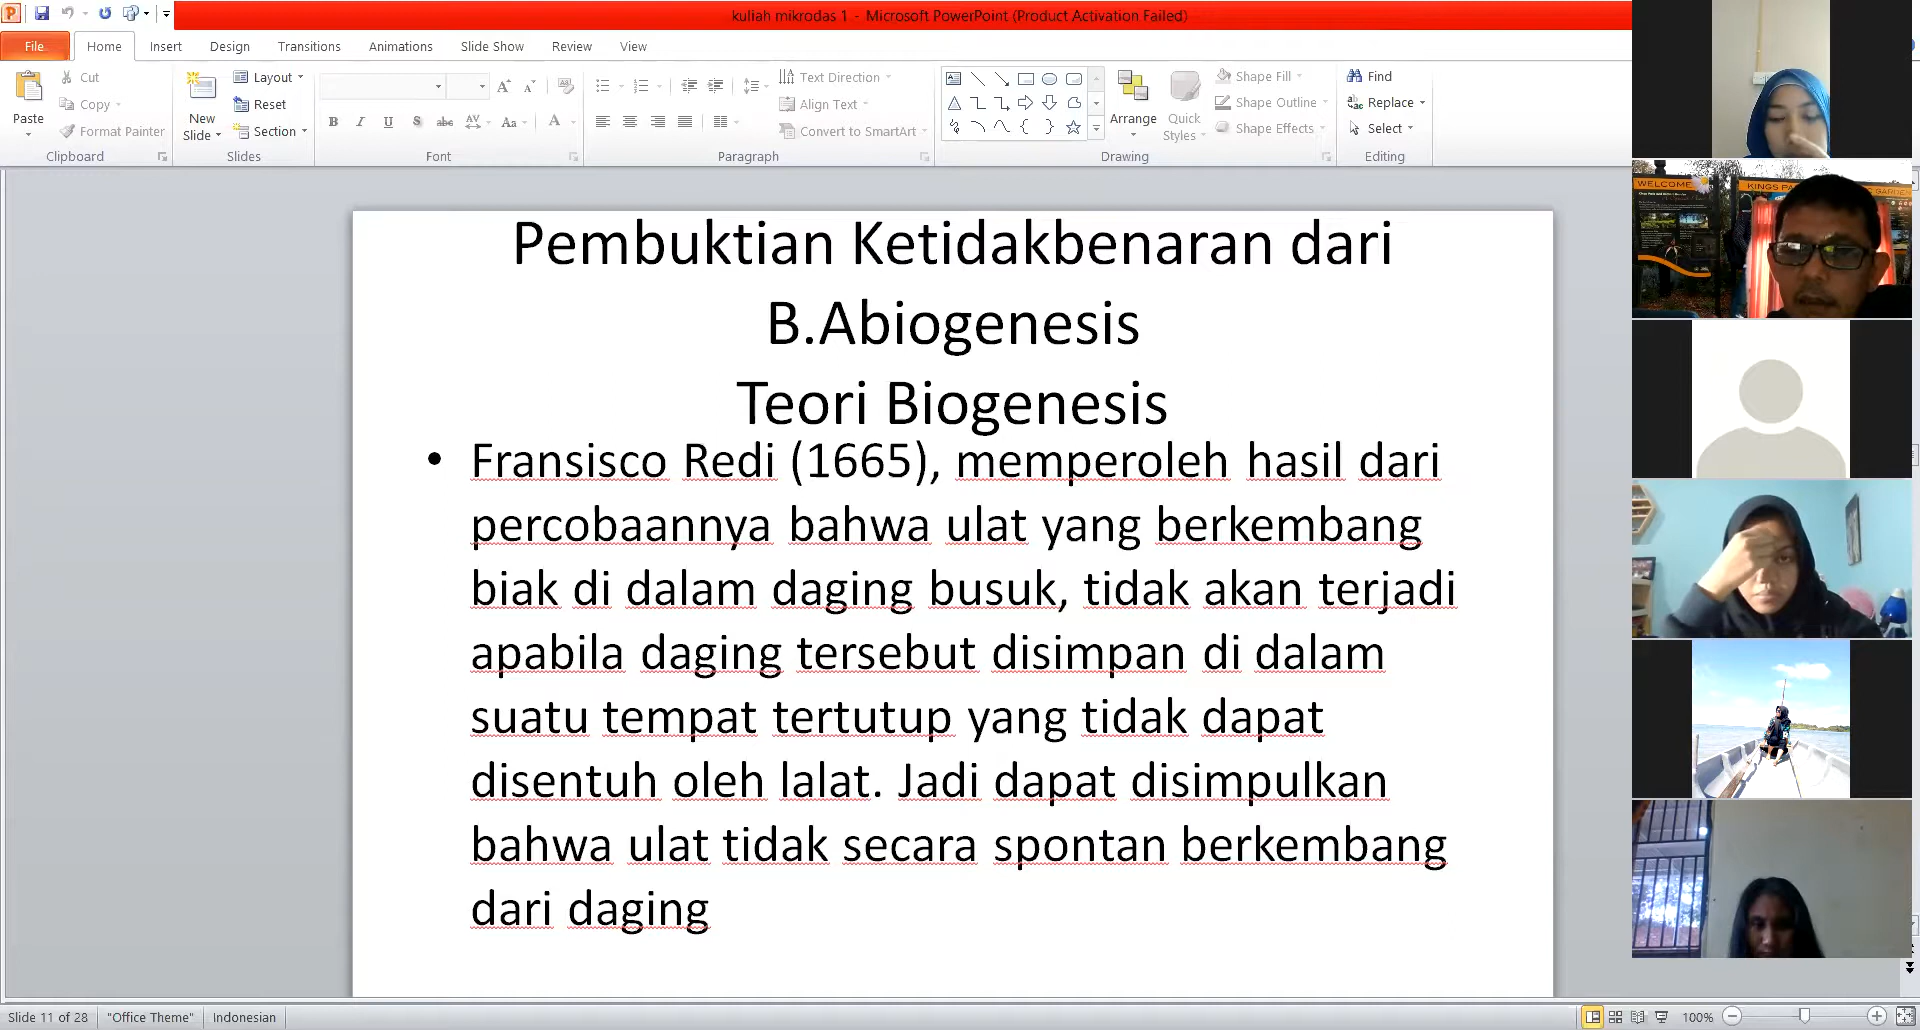 kuliah mikrodas 1 - Microsoft PowerPoint (Product Activation Failed)
File Home Insert Design Transitions Animations Slide Show Review View
Paste
Cut
Copy
Format Painter
Clipboard
New Slide
Layout
Reset
Section
Slides
B I U S abc AV Aa A
Font
Text Direction
Align Text
Convert to SmartArt
Paragraph
Arrange
Quick Styles
Shape Fill
Shape Outline
Shape Effects
Drawing
Find
Replace
Select
Editing
WELCOME
Pembuktian Ketidakbenaran dari
B.Abiogenesis
Teori Biogenesis
• Fransisco Redi (1665), memperoleh hasil dari
percobaannya bahwa ulat yang berkembang
biak di dalam daging busuk, tidak akan terjadi
apabila daging tersebut disimpan di dalam
suatu tempat tertutup yang tidak dapat
disentuh oleh lalat. Jadi dapat disimpulkan
bahwa ulat tidak secara spontan berkembang
dari daging
Slide 11 of 28 "Office Theme" Indonesian 100%